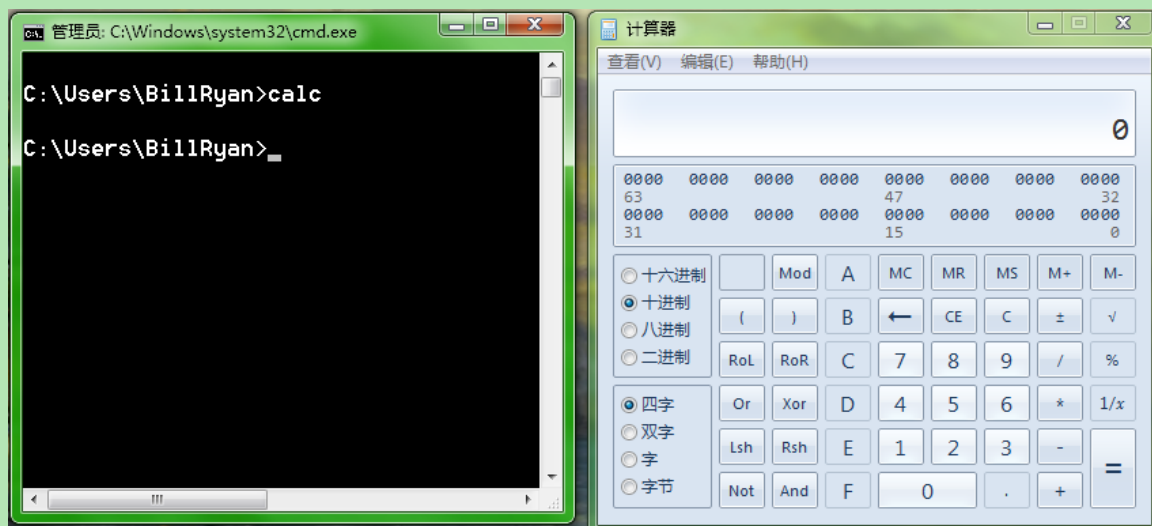 管理员: C:\Windows\system32\cmd.exe
C:\Users\BillRyan>calc
C:\Users\BillRyan>_
计算器
查看(V) 编辑(E) 帮助(H)
0
0000 0000 0000 0000 0000 0000 0000 0000
63 47 32
0000 0000 0000 0000 0000 0000 0000 0000
31 15 0
十六进制
十进制
八进制
二进制
四字
双字
字
字节
Mod A MC MR MS M+ M-
( ) B ← CE C ± √
RoL RoR C 7 8 9 / %
Or Xor D 4 5 6 * 1/x
Lsh Rsh E 1 2 3 - =
Not And F 0 . +